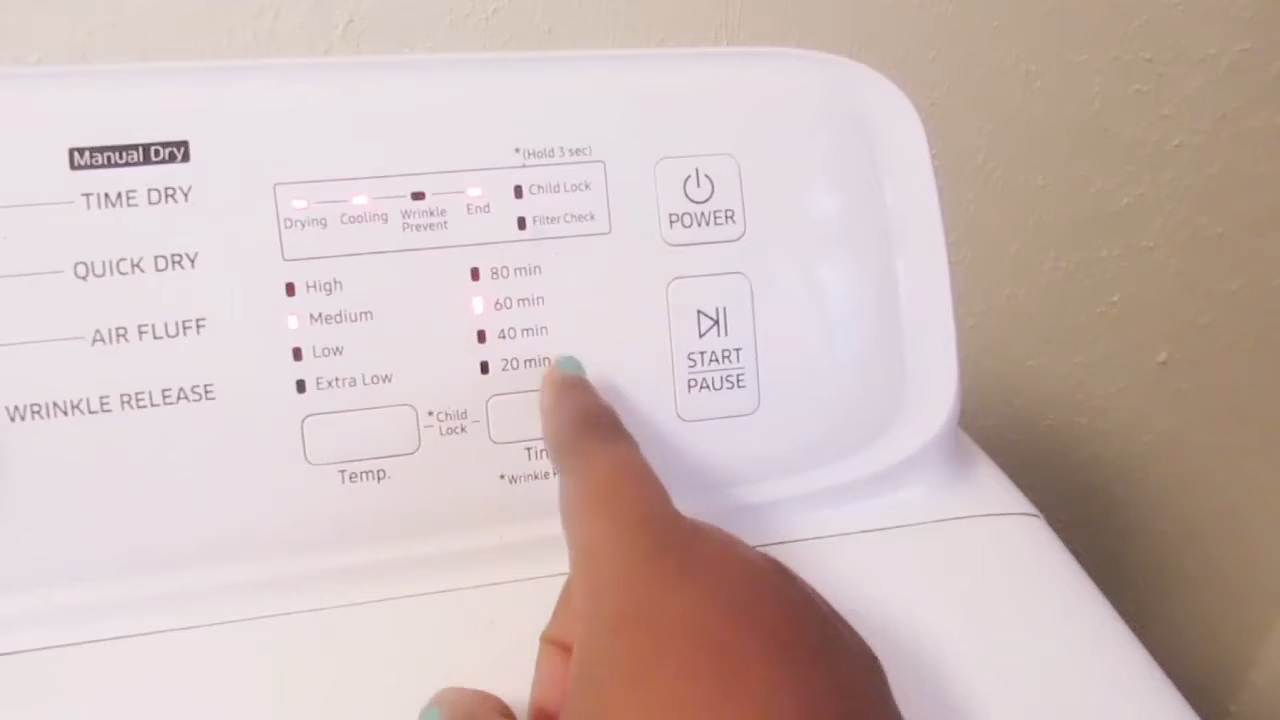 Manual Dry
TIME DRY
QUICK DRY
AIR FLUFF
WRINKLE RELEASE
*(Hold 3 sec)
Drying
Cooling
Wrinkle
Prevent
End
Child Lock
Filter Check
High
Medium
Low
Extra Low
80 min
60 min
40 min
20 min
*Child
Lock
Temp.
*Wrinkle
POWER
START
PAUSE